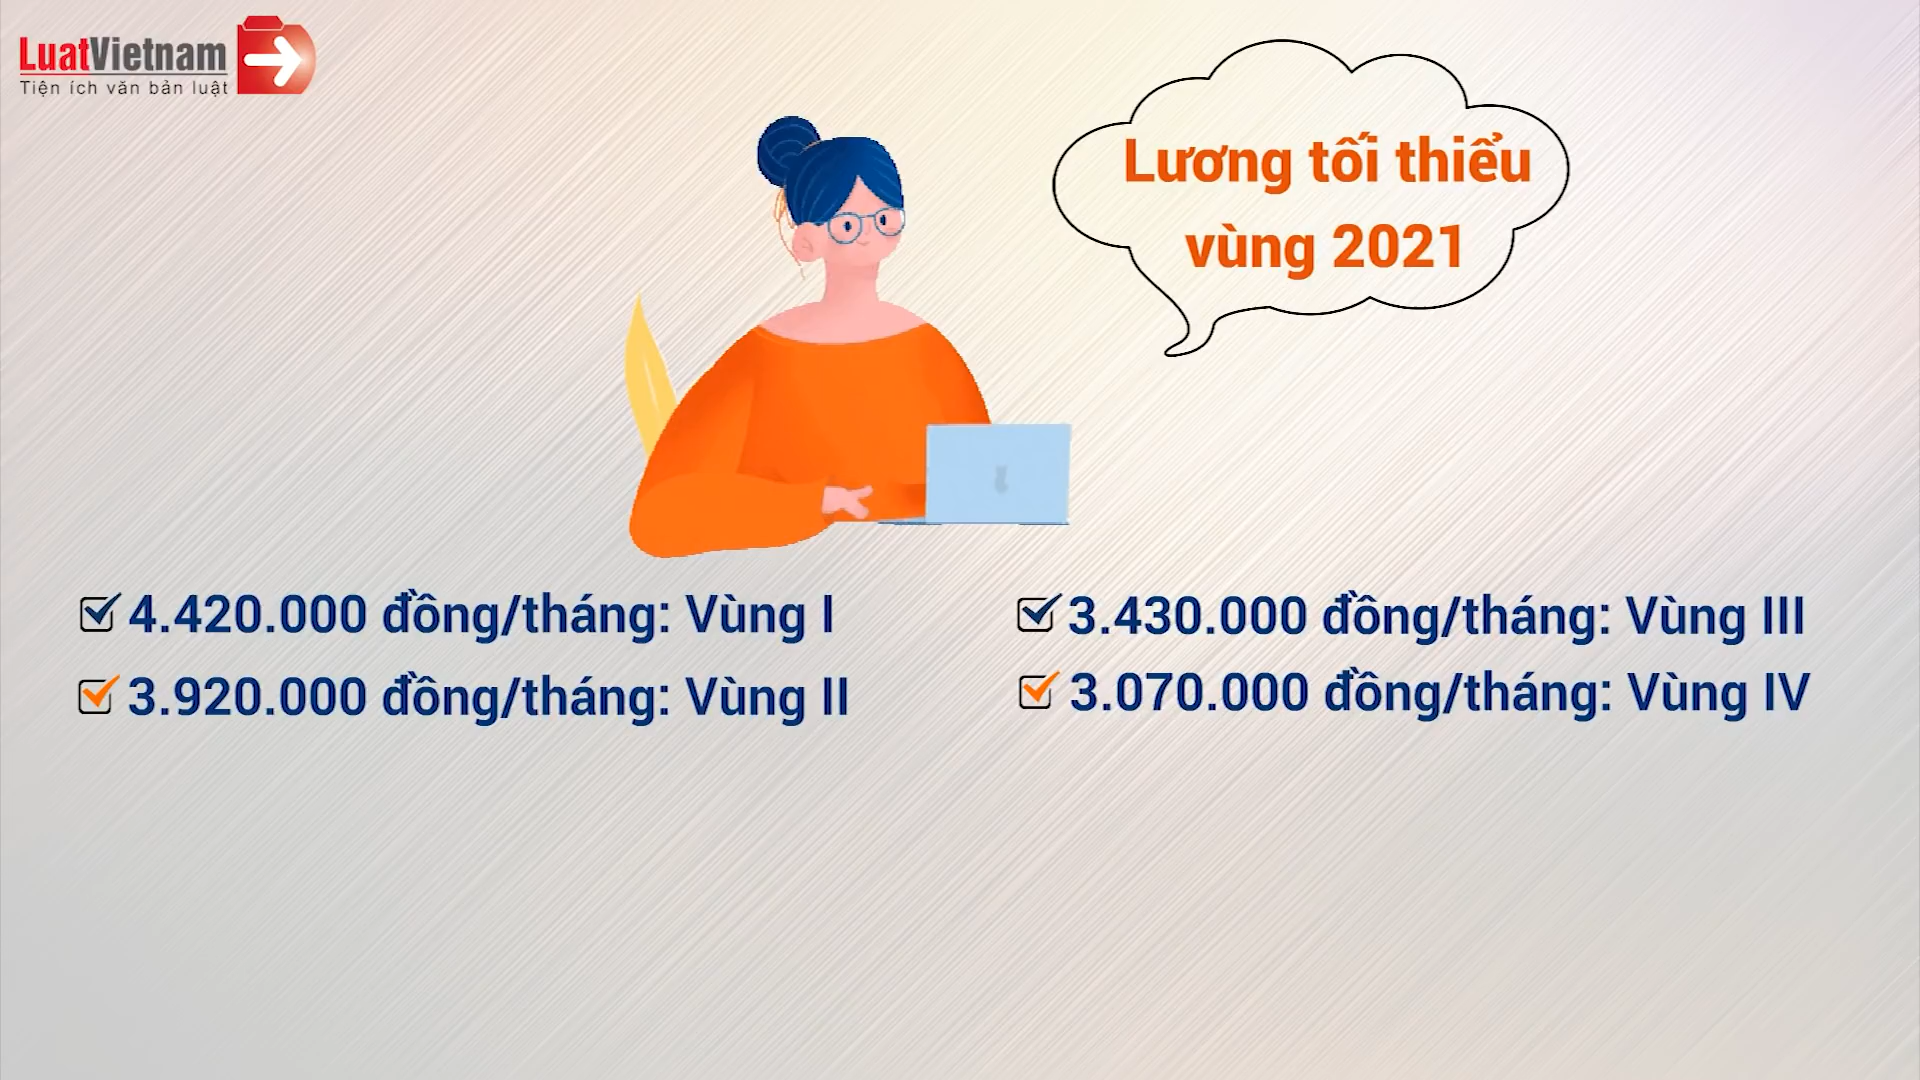 LuatVietnam
Tiện ích văn bản luật
Lương tối thiểu
vùng 2021
4.420.000 đồng/tháng: Vùng I
3.920.000 đồng/tháng: Vùng II
3.430.000 đồng/tháng: Vùng III
3.070.000 đồng/tháng: Vùng IV